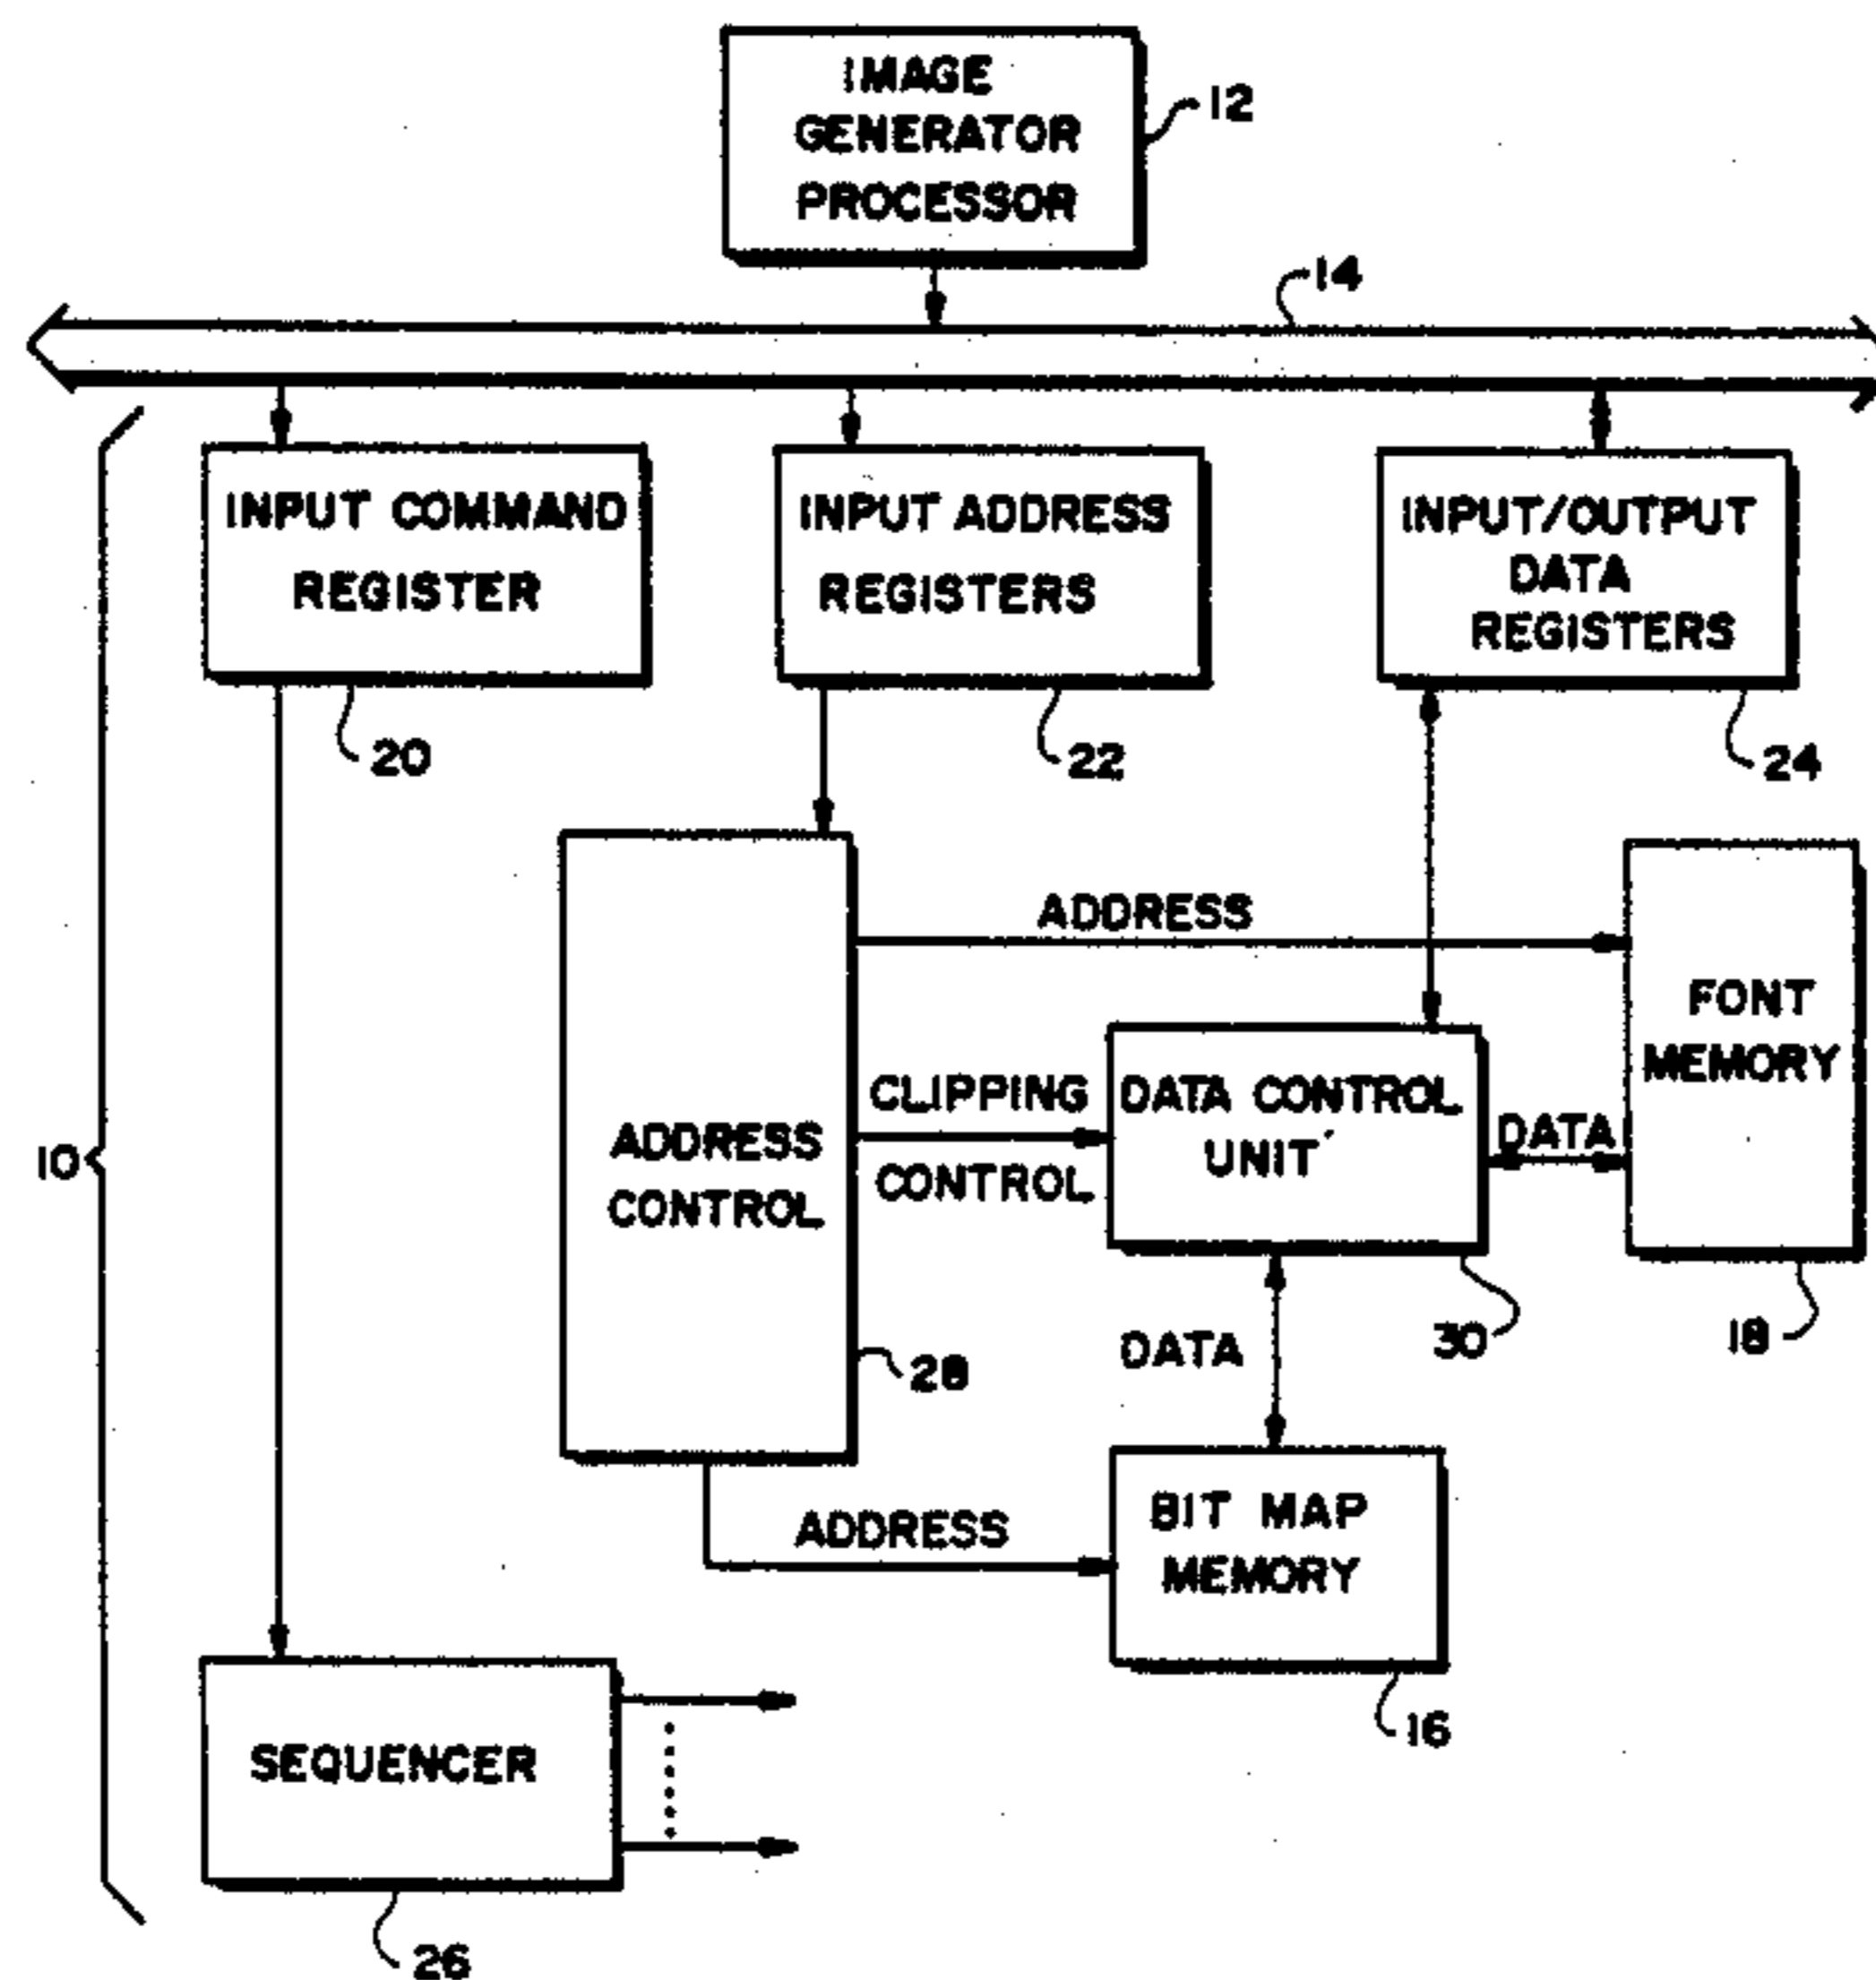 IMAGE
GENERATOR
PROCESSOR
12
14
INPUT COMMAND
REGISTER
20
INPUT ADDRESS
REGISTERS
22
INPUT/OUTPUT
DATA
REGISTERS
24
ADDRESS
FONT
MEMORY
18
10
ADDRESS
CONTROL
28
CLIPPING
CONTROL
DATA CONTROL
UNIT
30
DATA
DATA
ADDRESS
BIT MAP
MEMORY
16
SEQUENCER
26